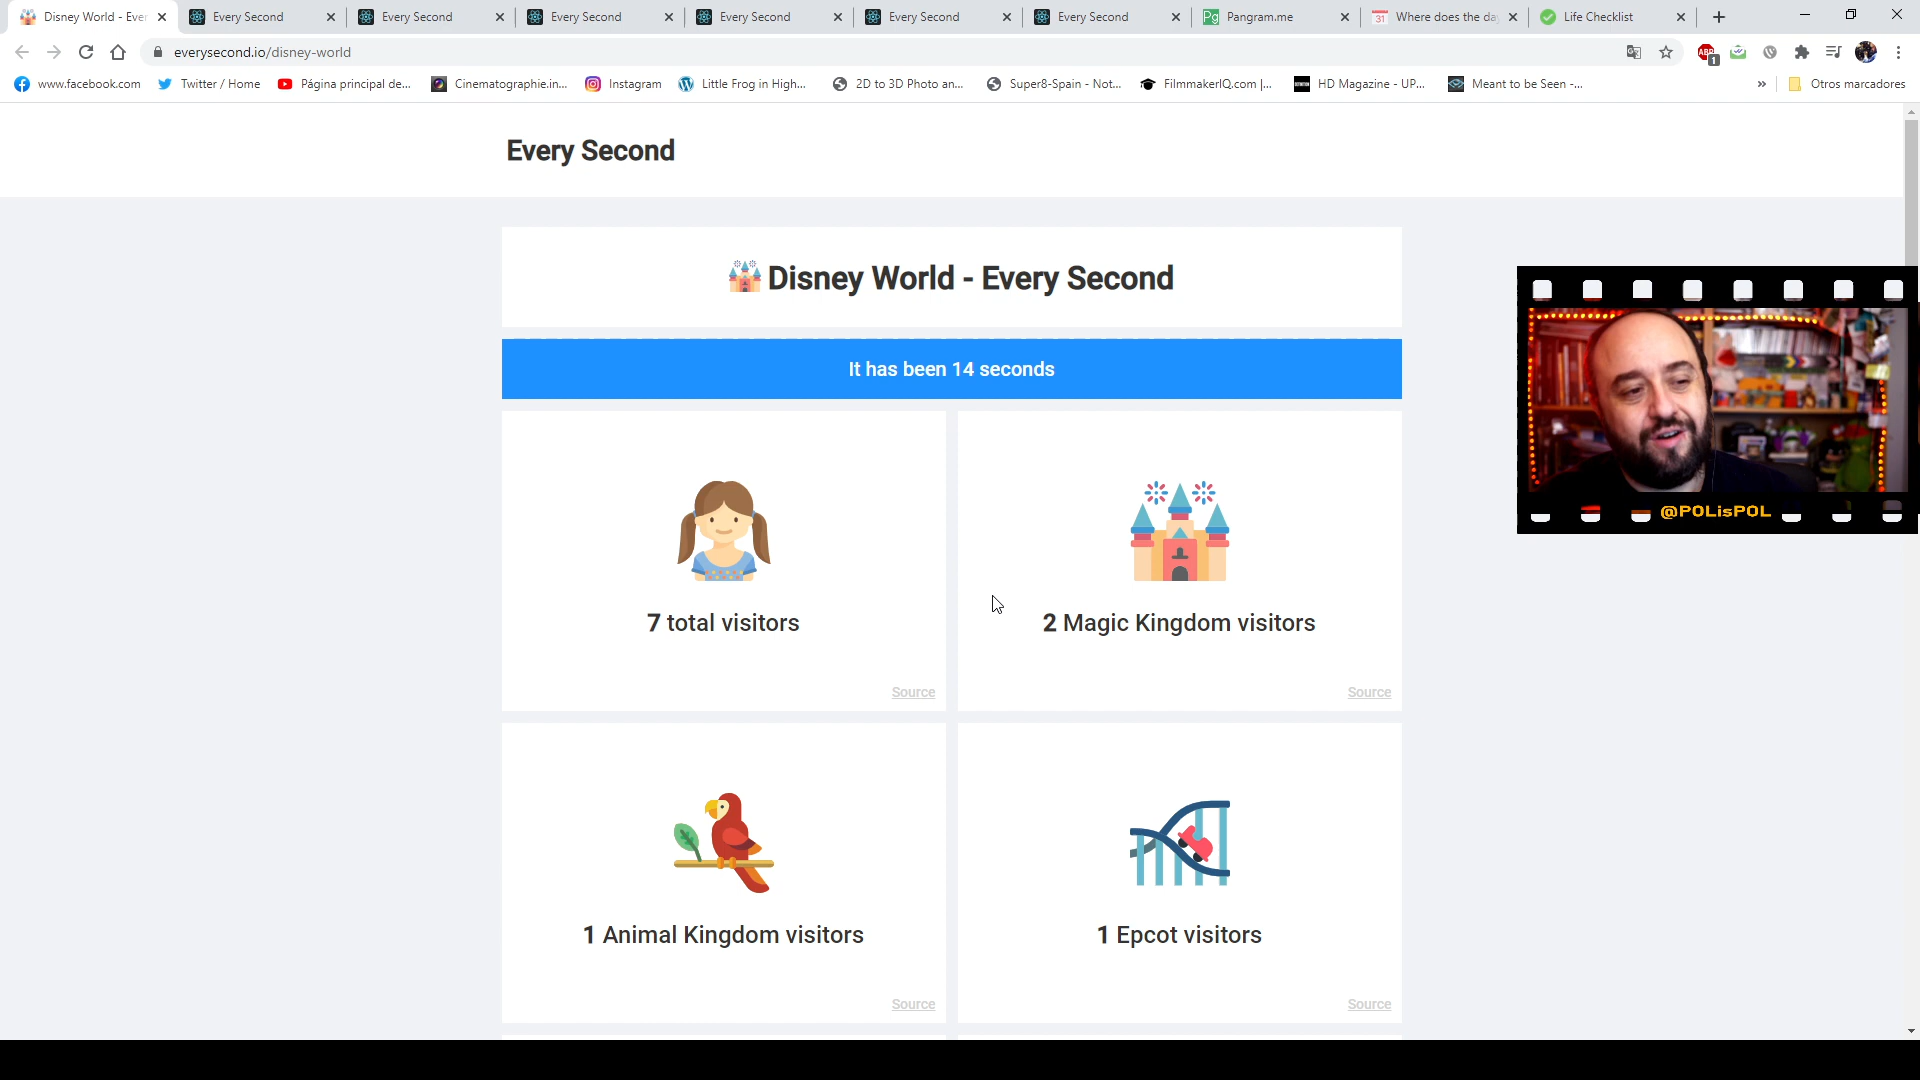 Disney World - Ever
Every Second
Every Second
Every Second
Every Second
Every Second
Every Second
Pangram.me
Where does the da
Life Checklist
everysecond.io/disney-world
www.facebook.com
Twitter / Home
Página principal de...
Cinematographie.in...
Instagram
Little Frog in High...
2D to 3D Photo an...
Super8-Spain - Not...
FilmmakerIQ.com |...
HD Magazine - UP...
Meant to be Seen -...
»
Otros marcadores
Every Second
Disney World - Every Second
It has been 14 seconds
7 total visitors
Source
2 Magic Kingdom visitors
Source
1 Animal Kingdom visitors
Source
1 Epcot visitors
Source
@POLisPOL